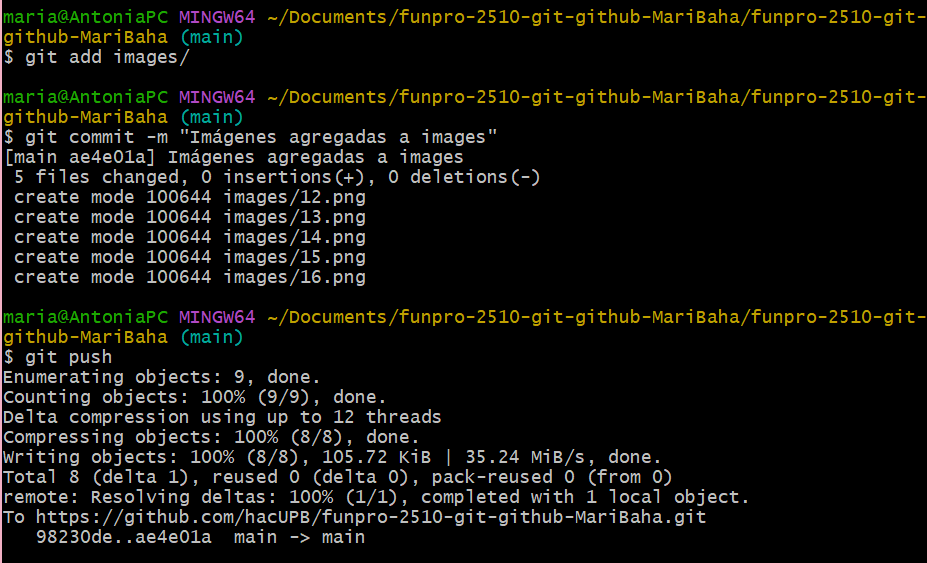 maria@AntoniaPC MINGW64 ~/Documents/funpro-2510-git-github-MariBaha/funpro-2510-git-
github-MariBaha (main)
$ git add images/
maria@AntoniaPC MINGW64 ~/Documents/funpro-2510-git-github-MariBaha/funpro-2510-git-
github-MariBaha (main)
$ git commit -m "Imágenes agregadas a images"
[main ae4e01a] Imágenes agregadas a images
 5 files changed, 0 insertions(+), 0 deletions(-)
 create mode 100644 images/12.png
 create mode 100644 images/13.png
 create mode 100644 images/14.png
 create mode 100644 images/15.png
 create mode 100644 images/16.png
maria@AntoniaPC MINGW64 ~/Documents/funpro-2510-git-github-MariBaha/funpro-2510-git-
github-MariBaha (main)
$ git push
Enumerating objects: 9, done.
Counting objects: 100% (9/9), done.
Delta compression using up to 12 threads
Compressing objects: 100% (8/8), done.
Writing objects: 100% (8/8), 105.72 KiB | 35.24 MiB/s, done.
Total 8 (delta 1), reused 0 (delta 0), pack-reused 0 (from 0)
remote: Resolving deltas: 100% (1/1), completed with 1 local object.
To https://github.com/hacUPB/funpro-2510-git-github-MariBaha.git
   98230de..ae4e01a  main -> main